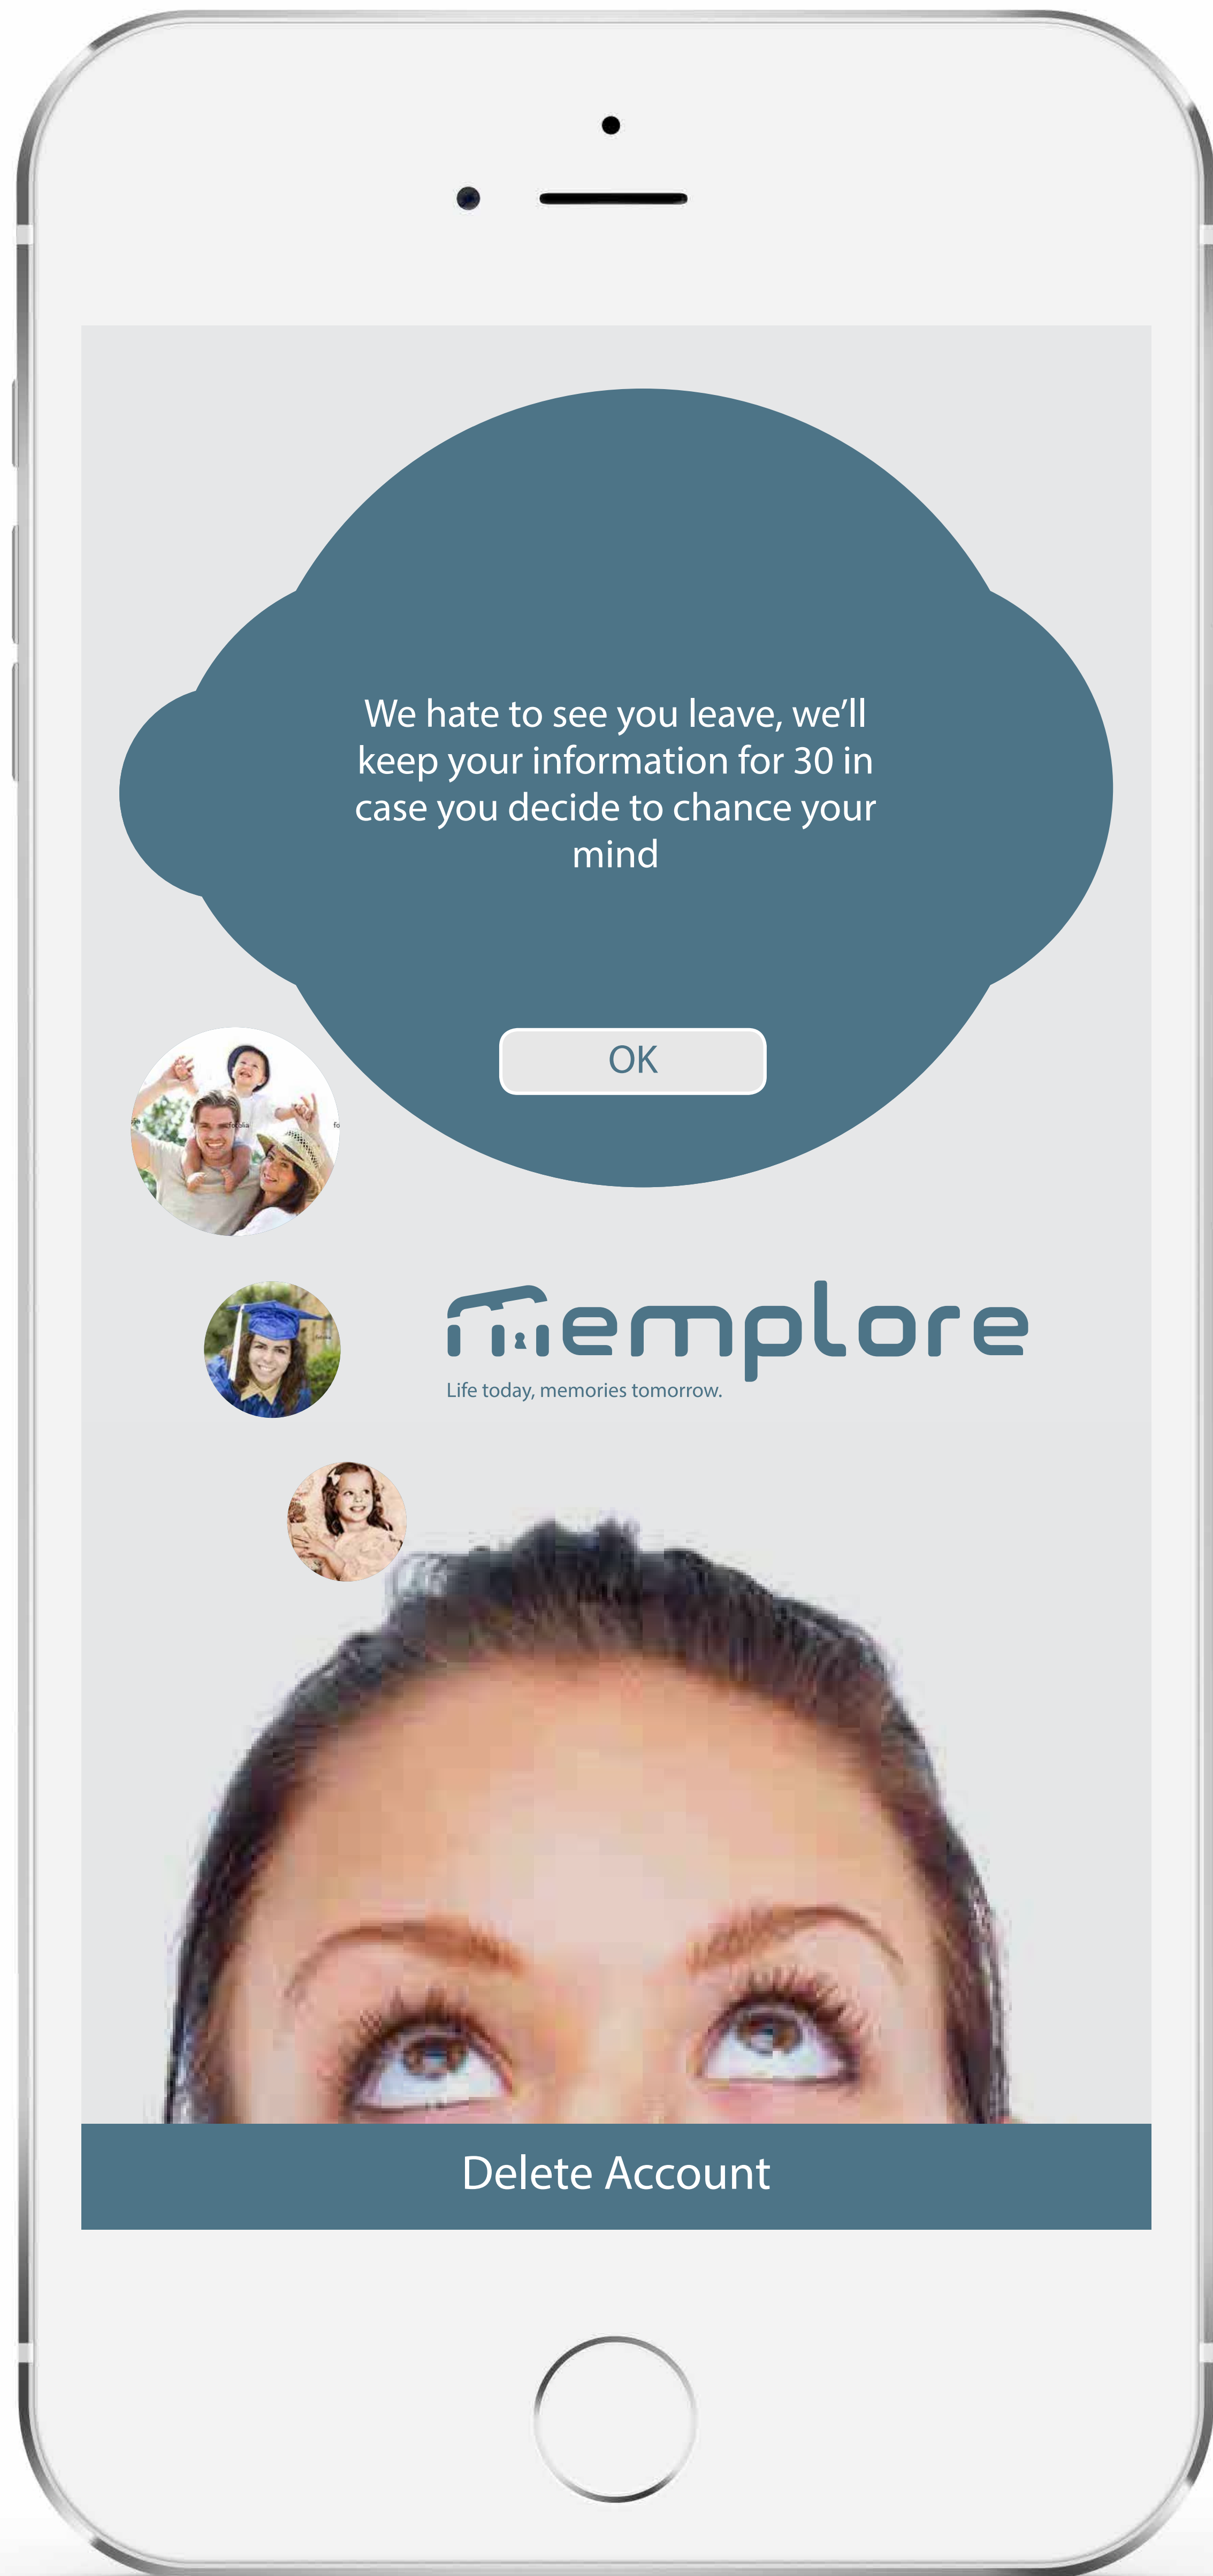 We hate to see you leave, we’ll
keep your information for 30 in
case you decide to chance your
mind
OK
memplore
Life today, memories tomorrow.
Delete Account